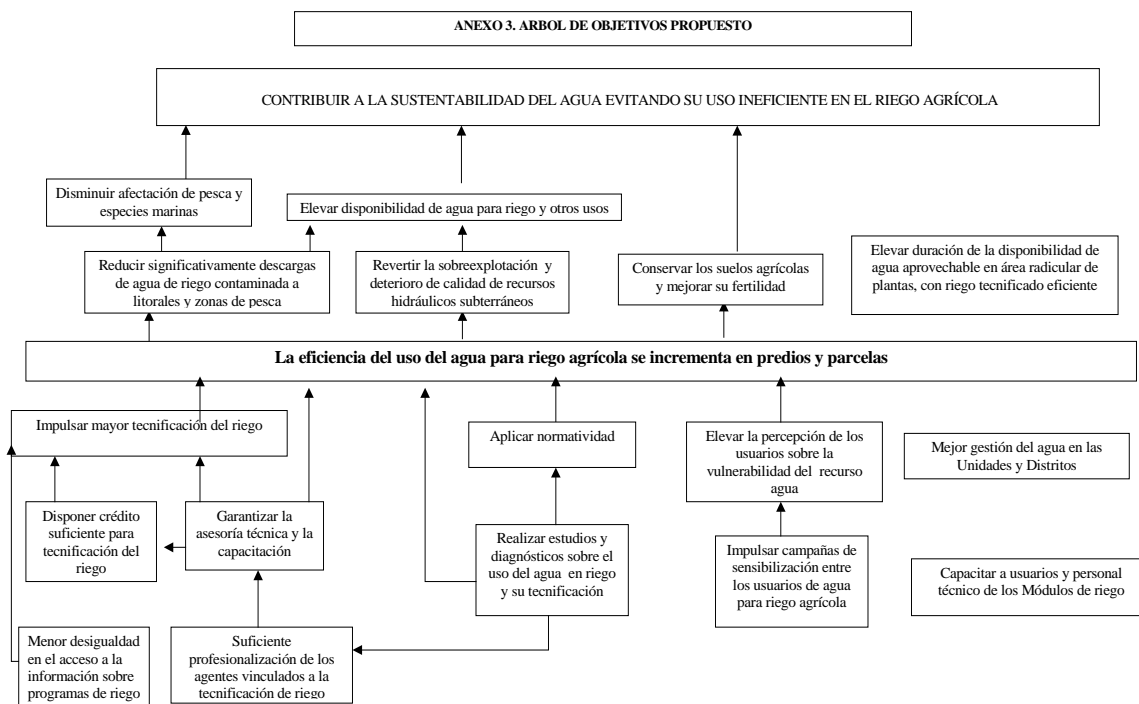 ANEXO 3. ARBOL DE OBJETIVOS PROPUESTO
CONTRIBUIR A LA SUSTENTABILIDAD DEL AGUA EVITANDO SU USO INEFICIENTE EN EL RIEGO AGRÍCOLA
Disminuir afectación de pesca y
especies marinas
Elevar disponibilidad de agua para riego y otros usos
Reducir significativamente descargas
de agua de riego contaminada a
litorales y zonas de pesca
Revertir la sobreexplotación y
deterioro de calidad de recursos
hidráulicos subterráneos
Conservar los suelos agrícolas
y mejorar su fertilidad
Elevar duración de la disponibilidad de
agua aprovechable en área radicular de
plantas, con riego tecnificado eficiente
La eficiencia del uso del agua para riego agrícola se incrementa en predios y parcelas
Impulsar mayor tecnificación del riego
Aplicar normatividad
Elevar la percepción de los
usuarios sobre la
vulnerabilidad del recurso
agua
Mejor gestión del agua en las
Unidades y Distritos
Disponer crédito
suficiente para
tecnificación del
riego
Garantizar la
asesoría técnica y la
capacitación
Realizar estudios y
diagnósticos sobre el
uso del agua en riego
y su tecnificación
Impulsar campañas de
sensibilización entre
los usuarios de agua
para riego agrícola
Capacitar a usuarios y personal
técnico de los Módulos de riego
Menor desigualdad
en el acceso a la
información sobre
programas de riego
Suficiente
profesionalización de los
agentes vinculados a la
tecnificación de riego